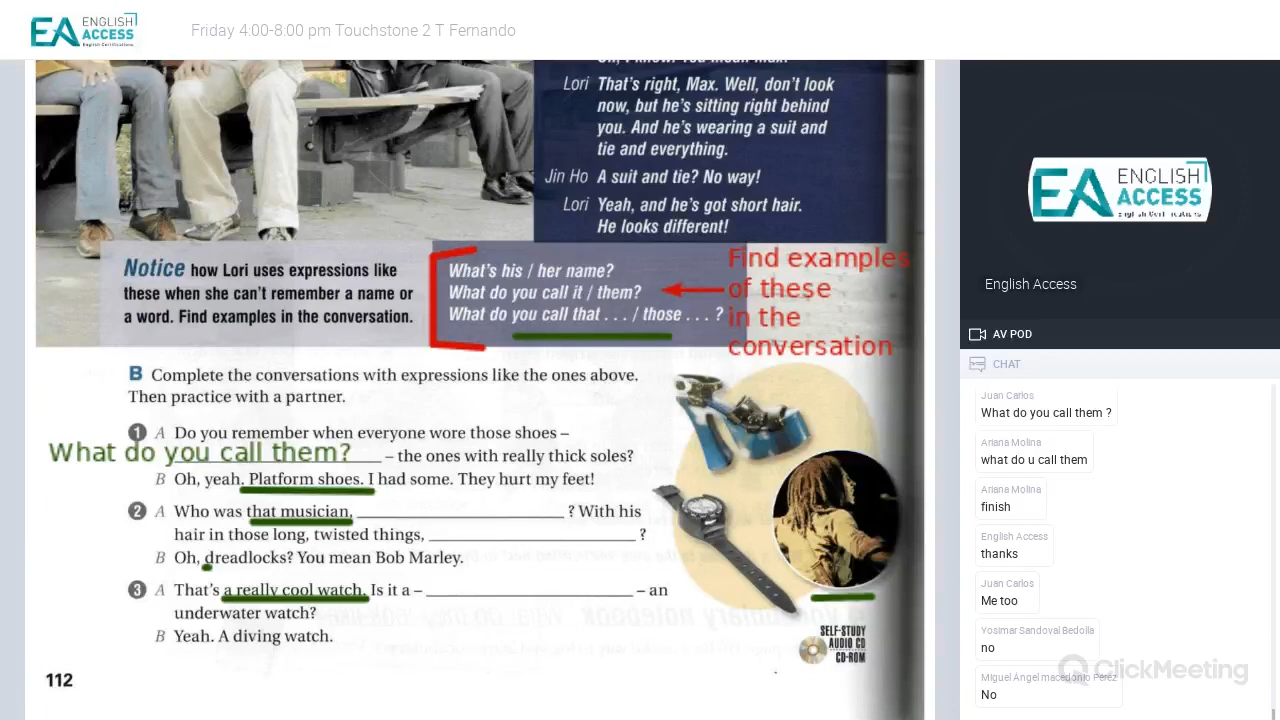 ENGLISH
ACCESS
English Certifications
Friday 4:00-8:00 pm Touchstone 2 T Fernando
Lori That's right, Max. Well, don't look
now, but he's sitting right behind
you. And he's wearing a suit and
tie and everything.
Jin Ho A suit and tie? No way!
Lori Yeah, and he's got short hair.
He looks different!
Notice how Lori uses expressions like
these when she can't remember a name or
a word. Find examples in the conversation.
What's his / her name?
What do you call it / them?
What do you call that . . . / those . . . ?
Find examples
of these
in the
conversation
B Complete the conversations with expressions like the ones above.
Then practice with a partner.
1 A Do you remember when everyone wore those shoes –
What do you call them?
– the ones with really thick soles?
B Oh, yeah. Platform shoes. I had some. They hurt my feet!
2 A Who was that musician, ? With his
hair in those long, twisted things, ?
B Oh, dreadlocks? You mean Bob Marley.
3 A That's a really cool watch. Is it a – – an
underwater watch?
B Yeah. A diving watch.
SELF-STUDY
AUDIO CD
CD-ROM
112
EA ENGLISH
ACCESS
English Certifications
English Access
AV POD
CHAT
Juan Carlos
What do you call them ?
Ariana Molina
what do u call them
Ariana Molina
finish
English Access
thanks
Juan Carlos
Me too
Yosimar Sandoval Bedolla
no
Miguel Angel macedonio Perez
No
ClickMeeting